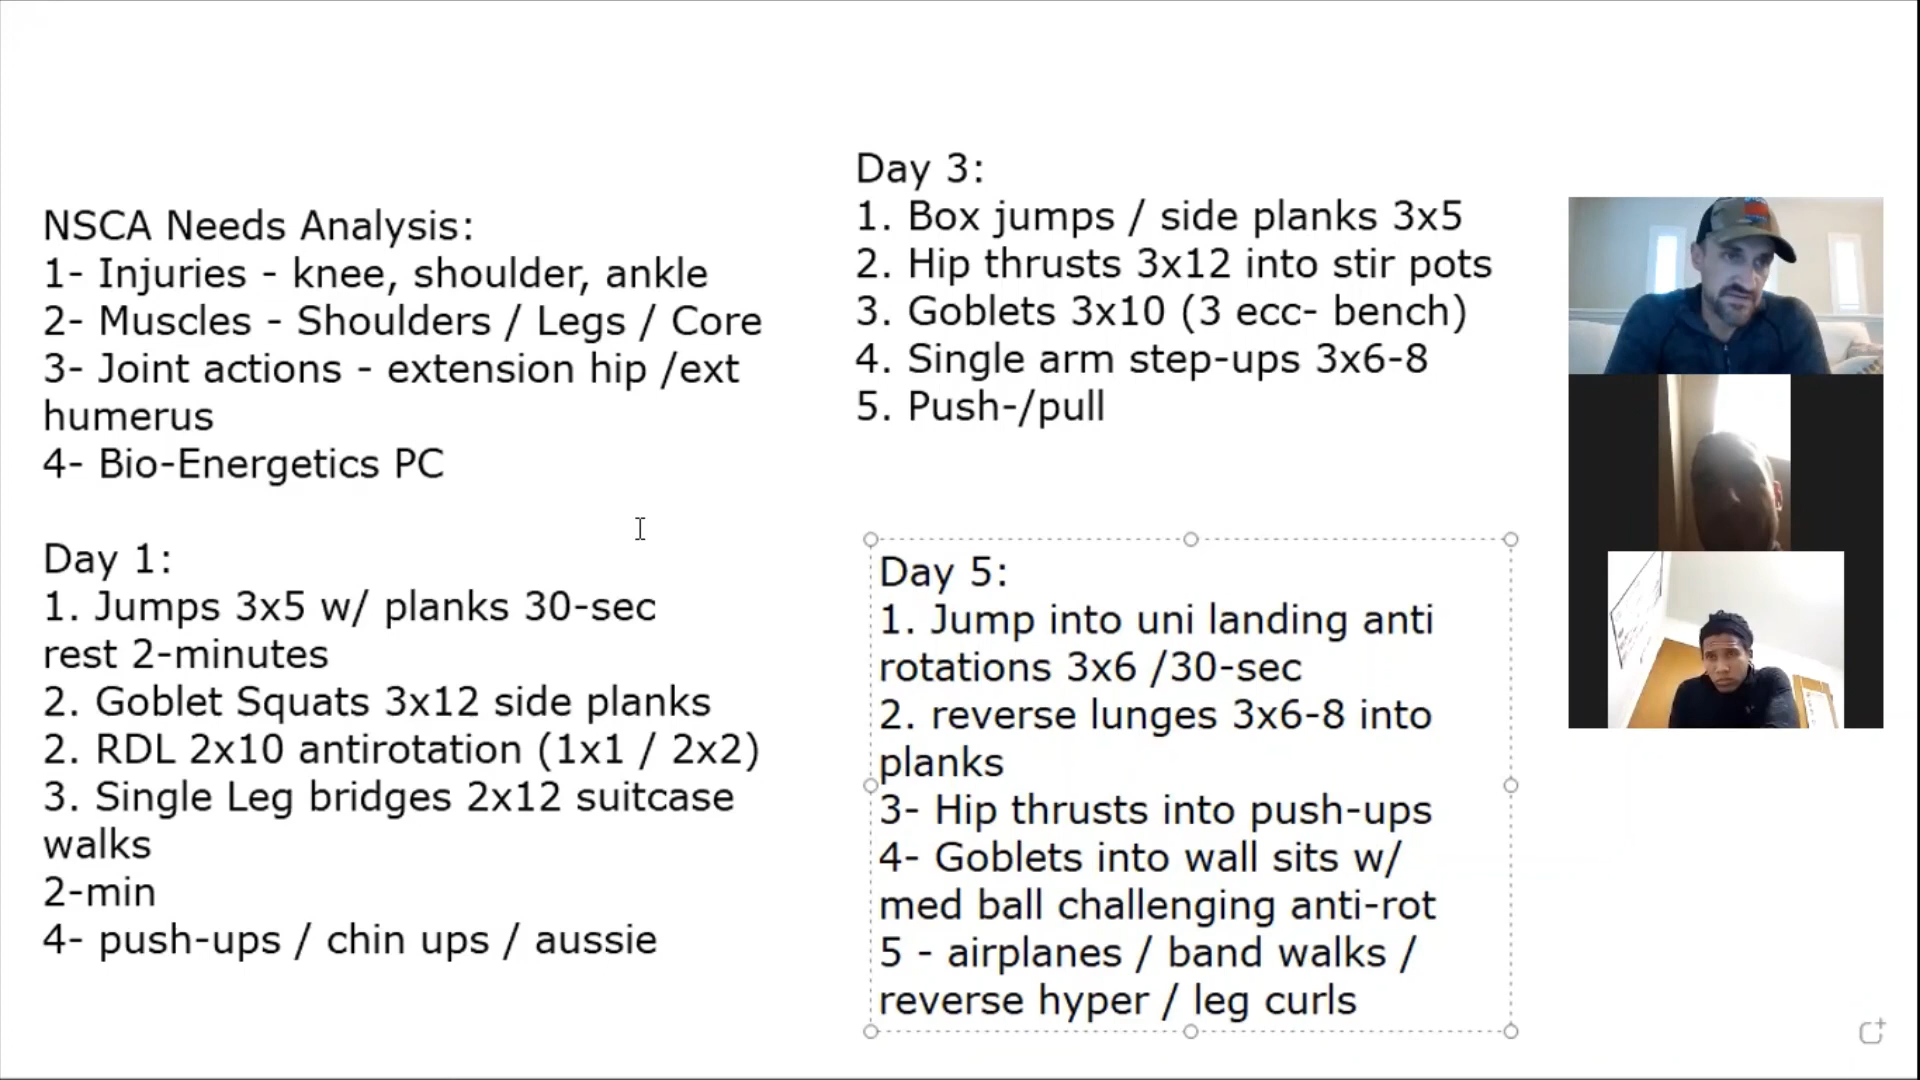 NSCA Needs Analysis:
1- Injuries - knee, shoulder, ankle
2- Muscles - Shoulders / Legs / Core
3- Joint actions - extension hip /ext
humerus
4- Bio-Energetics PC
Day 1:
1. Jumps 3x5 w/ planks 30-sec
rest 2-minutes
2. Goblet Squats 3x12 side planks
2. RDL 2x10 antirotation (1x1 / 2x2)
3. Single Leg bridges 2x12 suitcase
walks
2-min
4- push-ups / chin ups / aussie
Day 3:
1. Box jumps / side planks 3x5
2. Hip thrusts 3x12 into stir pots
3. Goblets 3x10 (3 ecc- bench)
4. Single arm step-ups 3x6-8
5. Push-/pull
Day 5:
1. Jump into uni landing anti
rotations 3x6 /30-sec
2. reverse lunges 3x6-8 into
planks
3- Hip thrusts into push-ups
4- Goblets into wall sits w/
med ball challenging anti-rot
5 - airplanes / band walks /
reverse hyper / leg curls